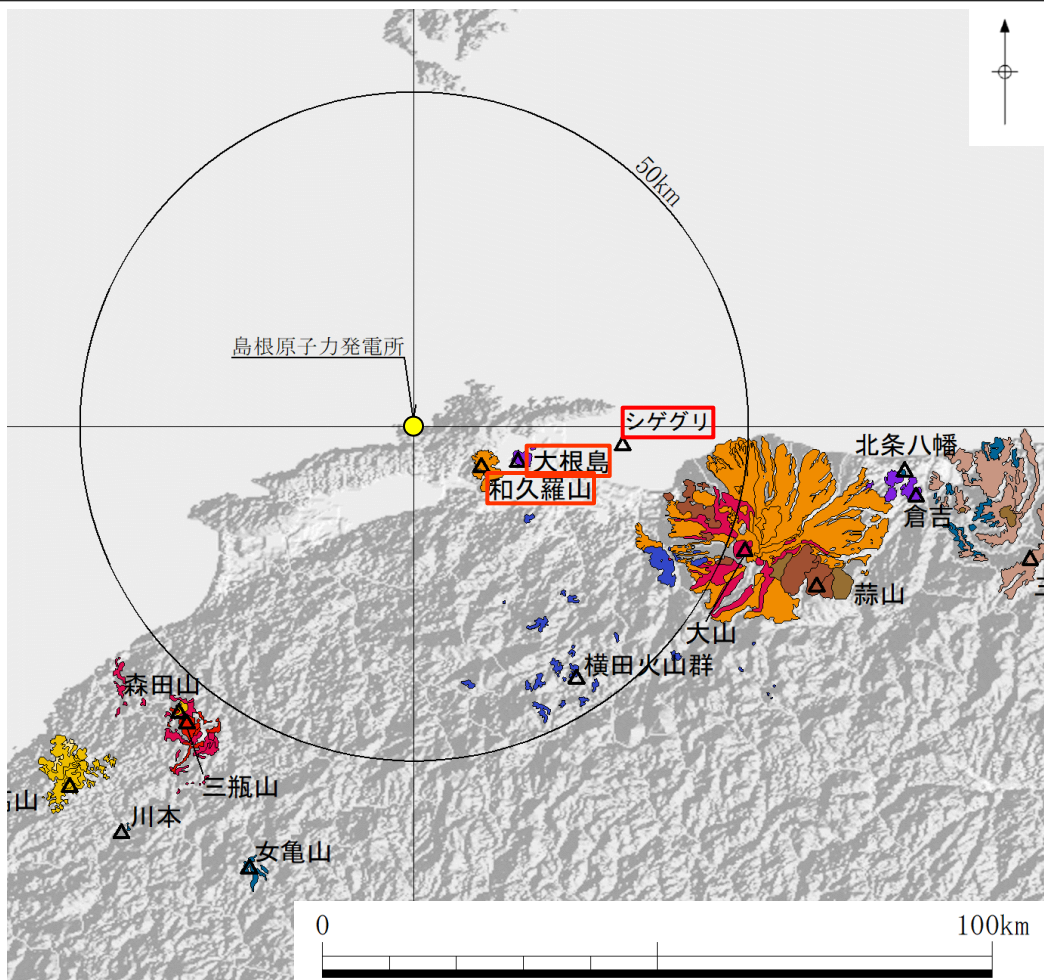 50km
島根原子力発電所
シゲグリ
大根島
和久羅山
北条八幡
倉吉
三
蒜山
大山
横田火山群
森田山
三瓶山
山
川本
女亀山
0
100km